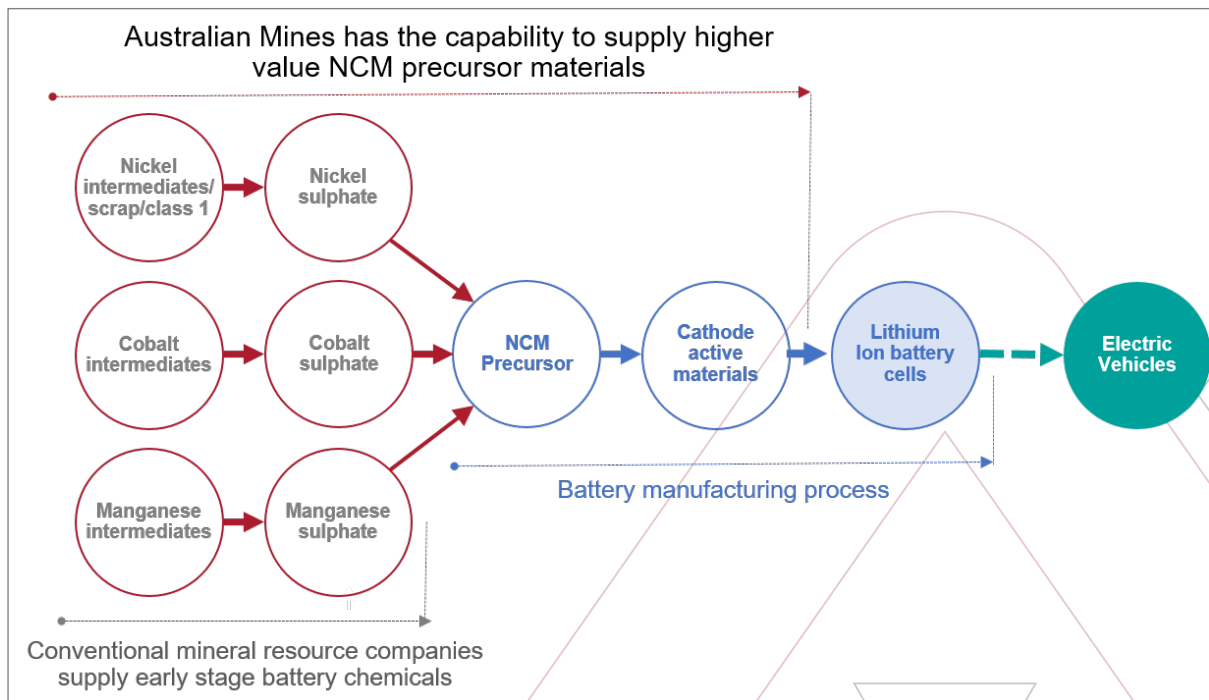 Australian Mines has the capability to supply higher
value NCM precursor materials
Nickel
intermediates/
scrap/class 1
Nickel
sulphate
Cobalt
intermediates
Cobalt
sulphate
NCM
Precursor
Cathode
active
materials
Lithium
Ion battery
cells
Electric
Vehicles
Manganese
intermediates
Manganese
sulphate
Battery manufacturing process
Conventional mineral resource companies
supply early stage battery chemicals